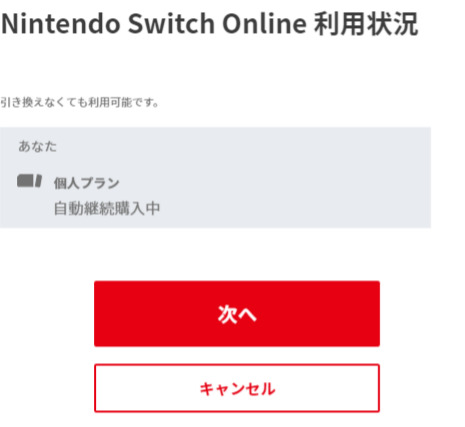 Nintendo Switch Online 利用状況
引き換えなくても利用可能です。
あなた
個人プラン
自動継続購入中
次へ
キャンセル